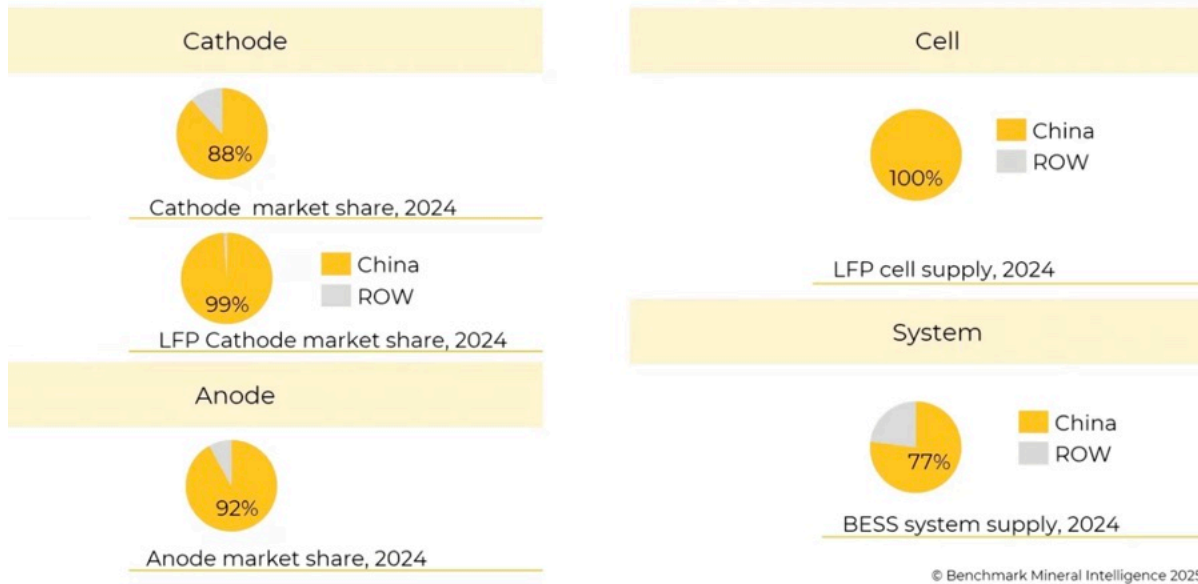 Cathode
88%
Cathode market share, 2024
99%
China
ROW
LFP Cathode market share, 2024
Anode
92%
Anode market share, 2024
Cell
100%
China
ROW
LFP cell supply, 2024
System
77%
China
ROW
BESS system supply, 2024
© Benchmark Mineral Intelligence 2025